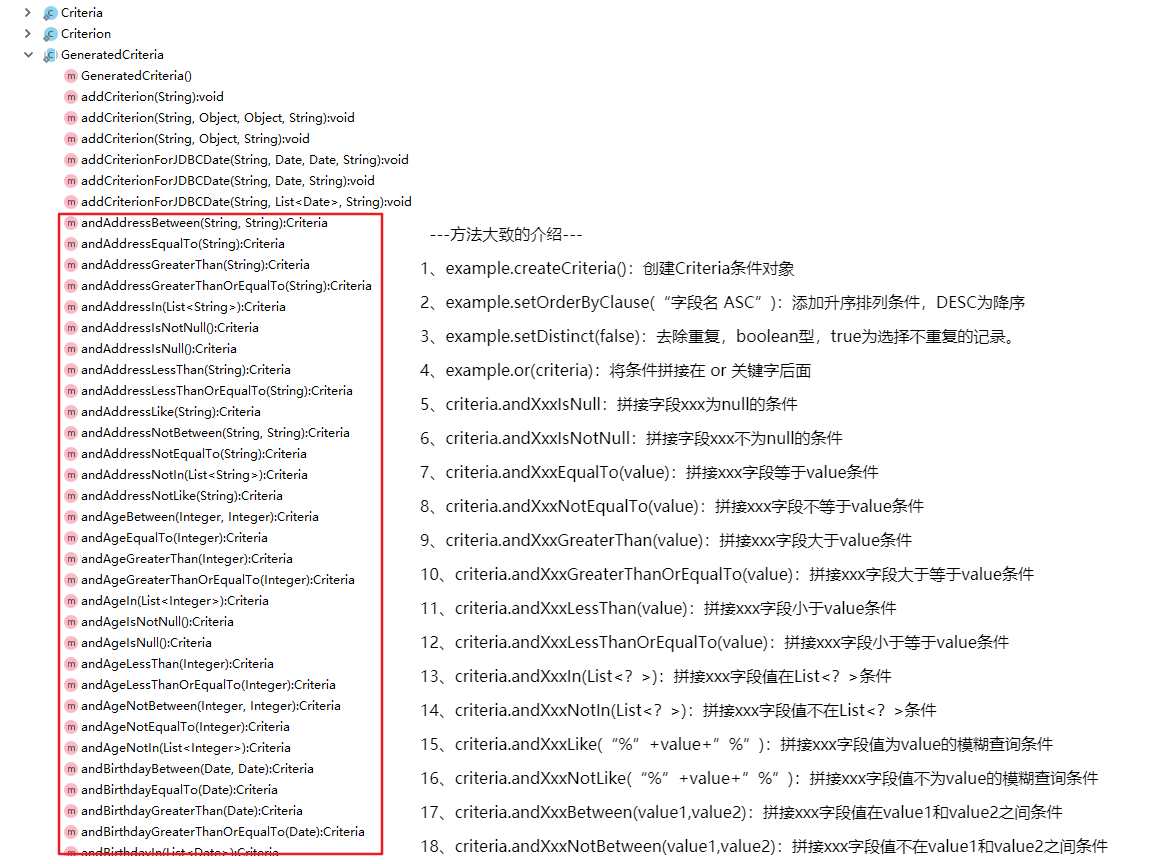 Criteria
Criterion
GeneratedCriteria
GeneratedCriteria()
addCriterion(String):void
addCriterion(String, Object, Object, String):void
addCriterion(String, Object, String):void
addCriterionForJDBCDate(String, Date, Date, String):void
addCriterionForJDBCDate(String, Date, String):void
addCriterionForJDBCDate(String, List<Date>, String):void
andAddressBetween(String, String):Criteria
andAddressEqualTo(String):Criteria
andAddressGreaterThan(String):Criteria
andAddressGreaterThanOrEqualTo(String):Criteria
andAddressIn(List<String>):Criteria
andAddressIsNotNull():Criteria
andAddressIsNull():Criteria
andAddressLessThan(String):Criteria
andAddressLessThanOrEqualTo(String):Criteria
andAddressLike(String):Criteria
andAddressNotBetween(String, String):Criteria
andAddressNotEqualTo(String):Criteria
andAddressNotIn(List<String>):Criteria
andAddressNotLike(String):Criteria
andAgeBetween(Integer, Integer):Criteria
andAgeEqualTo(Integer):Criteria
andAgeGreaterThan(Integer):Criteria
andAgeGreaterThanOrEqualTo(Integer):Criteria
andAgeIn(List<Integer>):Criteria
andAgeIsNotNull():Criteria
andAgeIsNull():Criteria
andAgeLessThan(Integer):Criteria
andAgeLessThanOrEqualTo(Integer):Criteria
andAgeNotBetween(Integer, Integer):Criteria
andAgeNotEqualTo(Integer):Criteria
andAgeNotIn(List<Integer>):Criteria
andBirthdayBetween(Date, Date):Criteria
andBirthdayEqualTo(Date):Criteria
andBirthdayGreaterThan(Date):Criteria
andBirthdayGreaterThanOrEqualTo(Date):Criteria
andBirthdayIn(List<Date>):Criteria
---方法大致的介绍---
1、example.createCriteria()：创建Criteria条件对象
2、example.setOrderByClause(“字段名 ASC”)：添加升序排列条件，DESC为降序
3、example.setDistinct(false)：去除重复，boolean型，true为选择不重复的记录。
4、example.or(criteria)：将条件拼接在 or 关键字后面
5、criteria.andXxxIsNull：拼接字段xxx为null的条件
6、criteria.andXxxIsNotNull：拼接字段xxx不为null的条件
7、criteria.andXxxEqualTo(value)：拼接xxx字段等于value条件
8、criteria.andXxxNotEqualTo(value)：拼接xxx字段不等于value条件
9、criteria.andXxxGreaterThan(value)：拼接xxx字段大于value条件
10、criteria.andXxxGreaterThanOrEqualTo(value)：拼接xxx字段大于等于value条件
11、criteria.andXxxLessThan(value)：拼接xxx字段小于value条件
12、criteria.andXxxLessThanOrEqualTo(value)：拼接xxx字段小于等于value条件
13、criteria.andXxxIn(List<？>)：拼接xxx字段值在List<？>条件
14、criteria.andXxxNotIn(List<？>)：拼接xxx字段值不在List<？>条件
15、criteria.andXxxLike(“%”+value+”%”)：拼接xxx字段值为value的模糊查询条件
16、criteria.andXxxNotLike(“%”+value+”%”)：拼接xxx字段值不为value的模糊查询条件
17、criteria.andXxxBetween(value1,value2)：拼接xxx字段值在value1和value2之间条件
18、criteria.andXxxNotBetween(value1,value2)：拼接xxx字段值不在value1和value2之间条件